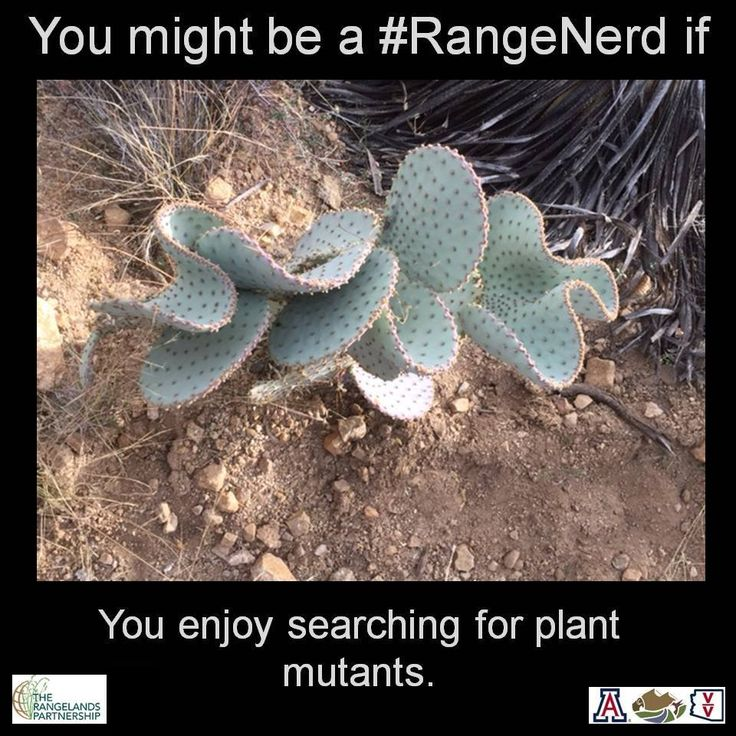 You might be a #RangeNerd if
You enjoy searching for plant
mutants.
THE
RANGELANDS
PARTNERSHIP
A
V
V